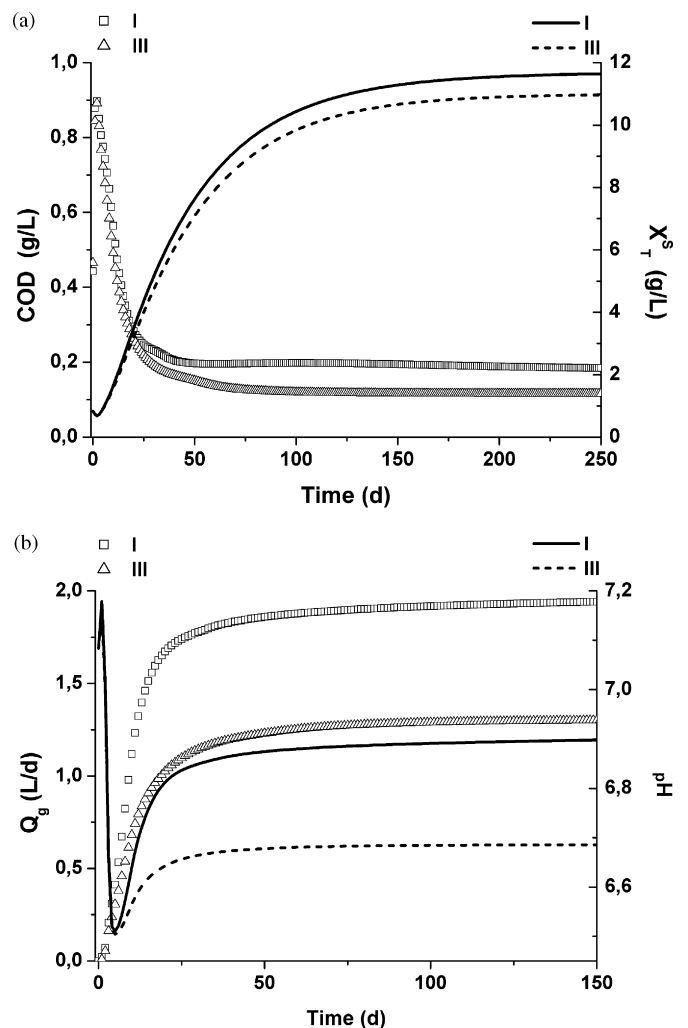 (a)
I
III
I
III
1,0
0,8
0,6
0,4
0,2
0,0
COD (g/L)
12
10
8
6
4
2
0
X^S_T (g/L)
0
50
100
150
200
250
Time (d)
(b)
I
III
I
III
2,0
1,5
1,0
0,5
0,0
Q_g (L/d)
7,2
7,0
6,8
6,6
pH
0
50
100
150
Time (d)